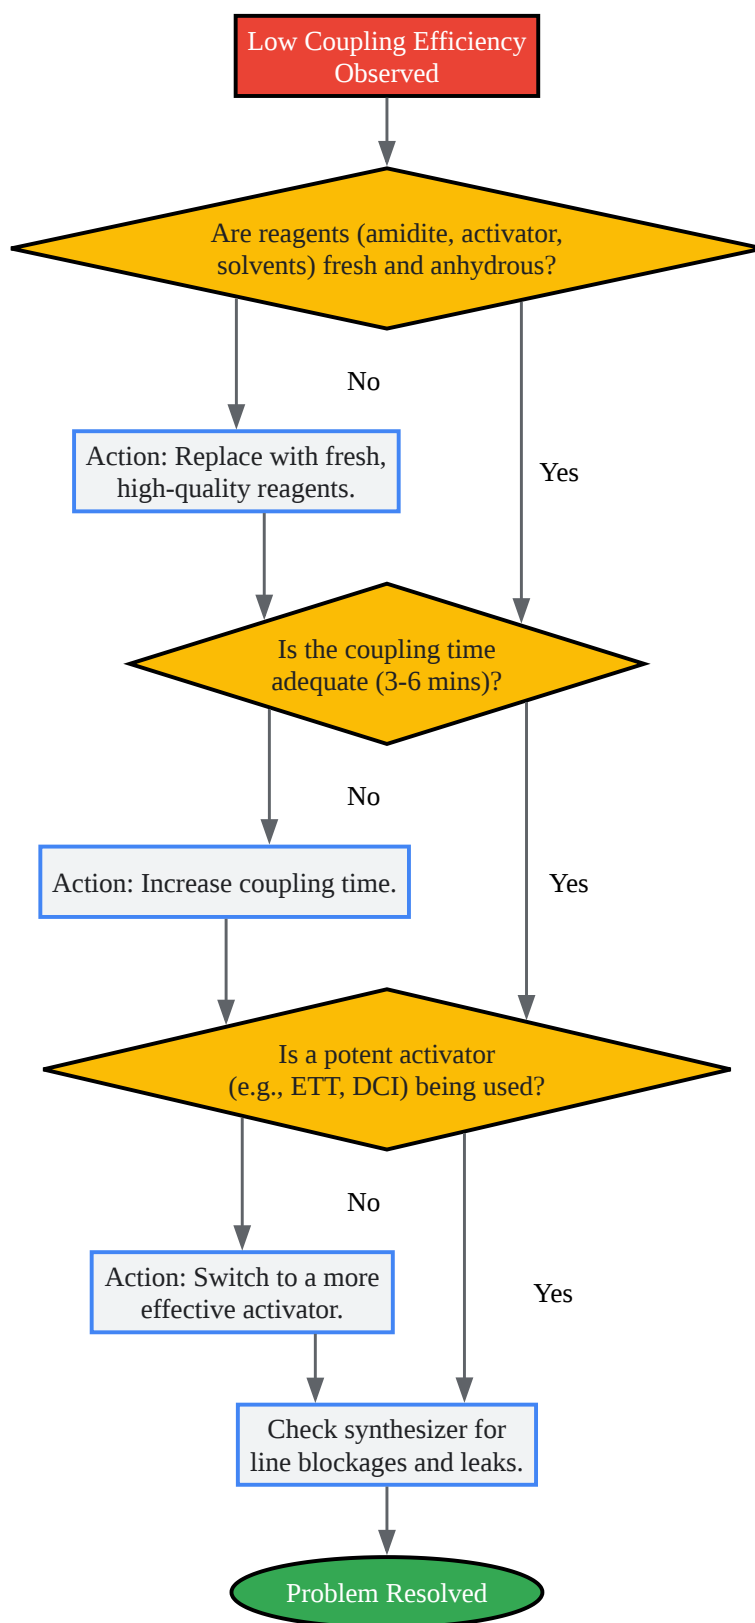 Low Coupling Efficiency
Observed
Are reagents (amidite, activator,
solvents) fresh and anhydrous?
No
Action: Replace with fresh,
high-quality reagents.
Yes
Is the coupling time
adequate (3-6 mins)?
No
Action: Increase coupling time.
Yes
Is a potent activator
(e.g., ETT, DCI) being used?
No
Action: Switch to a more
effective activator.
Yes
Check synthesizer for
line blockages and leaks.
Problem Resolved